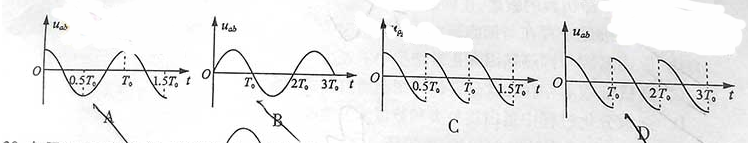 u_ab
O 0.5T₀ T₀ 1.5T₀ t
A
u_ab
O T₀ 2T₀ 3T₀ t
B
O 0.5T₀ T₀ 1.5T₀ t
C
u_ab
O T₀ 2T₀ 3T₀ t
D